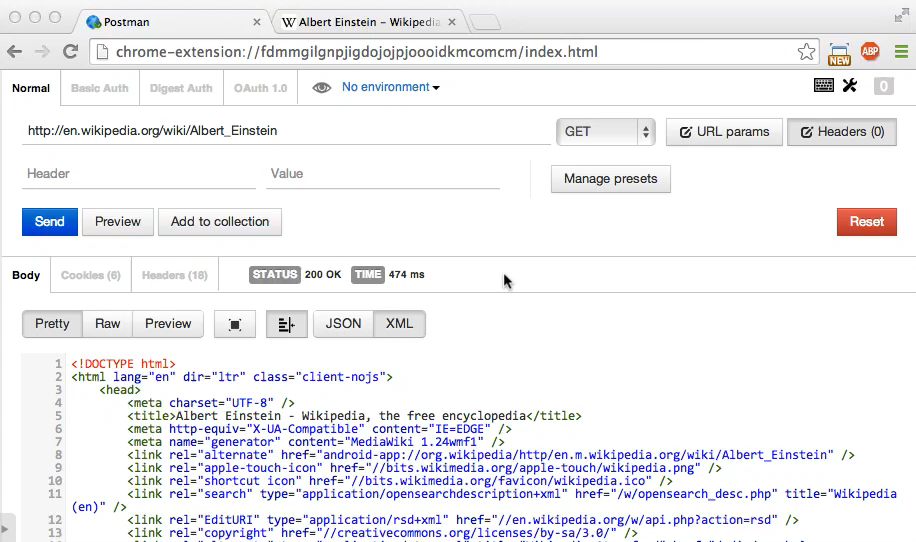 Postman
Albert Einstein – Wikipedia
chrome-extension://fdmmgilgnpjigdojojpjoooidkmcomcm/index.html
NEW
ABP
Normal
Basic Auth
Digest Auth
OAuth 1.0
No environment
0
http://en.wikipedia.org/wiki/Albert_Einstein
GET
URL params
Headers (0)
Header
Value
Manage presets
Send
Preview
Add to collection
Reset
Body
Cookies (6)
Headers (18)
STATUS 200 OK TIME 474 ms
Pretty
Raw
Preview
JSON
XML
1 <!DOCTYPE html>
2 <html lang="en" dir="ltr" class="client-nojs">
3 <head>
4 <meta charset="UTF-8" />
5 <title>Albert Einstein - Wikipedia, the free encyclopedia</title>
6 <meta http-equiv="X-UA-Compatible" content="IE=EDGE" />
7 <meta name="generator" content="MediaWiki 1.24wmf1" />
8 <link rel="alternate" href="android-app://org.wikipedia/http/en.m.wikipedia.org/wiki/Albert_Einstein" />
9 <link rel="apple-touch-icon" href="//bits.wikimedia.org/apple-touch/wikipedia.png" />
10 <link rel="shortcut icon" href="//bits.wikimedia.org/favicon/wikipedia.ico" />
11 <link rel="search" type="application/opensearchdescription+xml" href="/w/opensearch_desc.php" title="Wikipedia
(en)" />
12 <link rel="EditURI" type="application/rsd+xml" href="//en.wikipedia.org/w/api.php?action=rsd" />
13 <link rel="copyright" href="//creativecommons.org/licenses/by-sa/3.0/" />